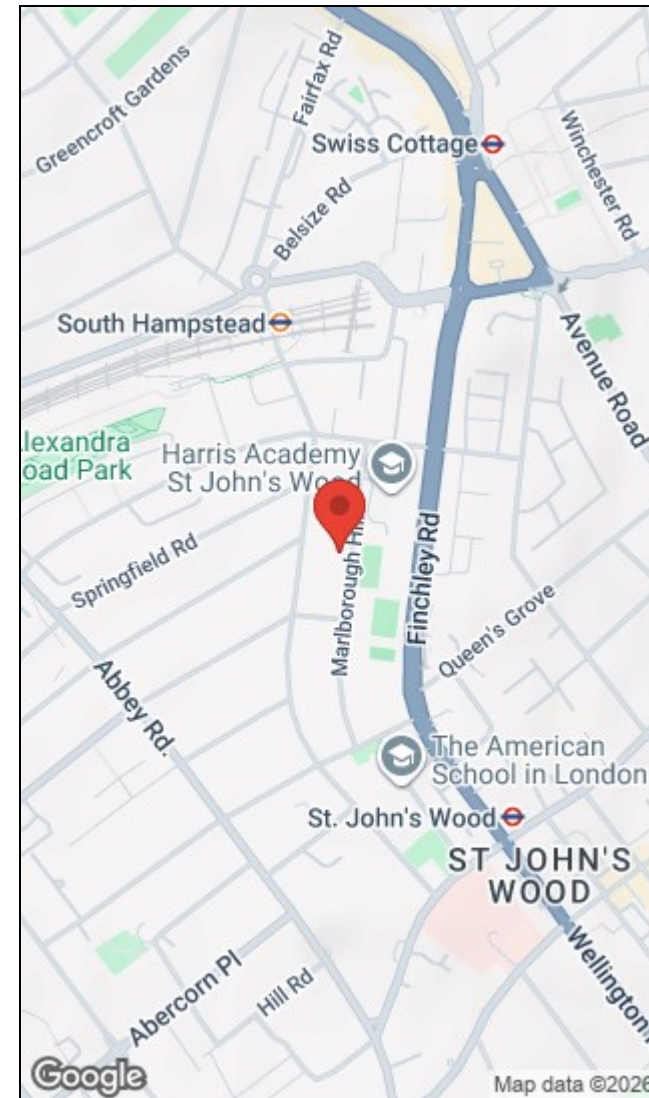 Fairfax Rd
Greencroft Gardens
Swiss Cottage
Winchester Rd
Belsize Rd
South Hampstead
Avenue Road
lexandra
oad Park
Harris Academy
St John's Wood
Springfield Rd
Marlborough Hill
Finchley Rd
Queen's Grove
Abbey Rd.
The American
School in London
St. John's Wood
ST JOHN'S
WOOD
Wellington
Abercorn Pl
Hill Rd
Google
Map data ©2026